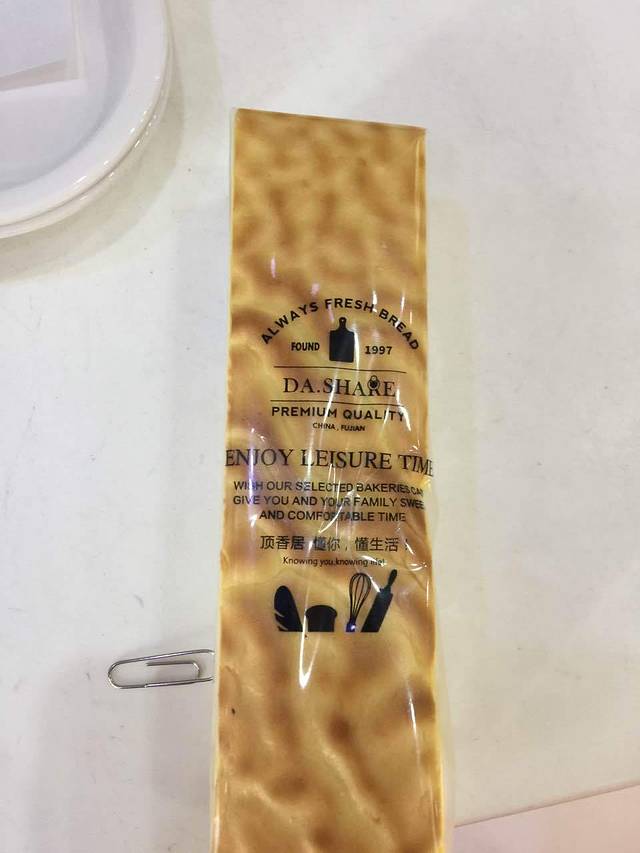 ALWAYS FRESH BREAD
FOUND 1997
DA.SHARE
PREMIUM QUALITY
CHINA, FUJIAN
ENJOY LEISURE TIME
WISH OUR SELECTED BAKERIES CAN
GIVE YOU AND YOUR FAMILY SWEE
AND COMFORTABLE TIME
顶香居 懂你，懂生活
Knowing you,knowing life!